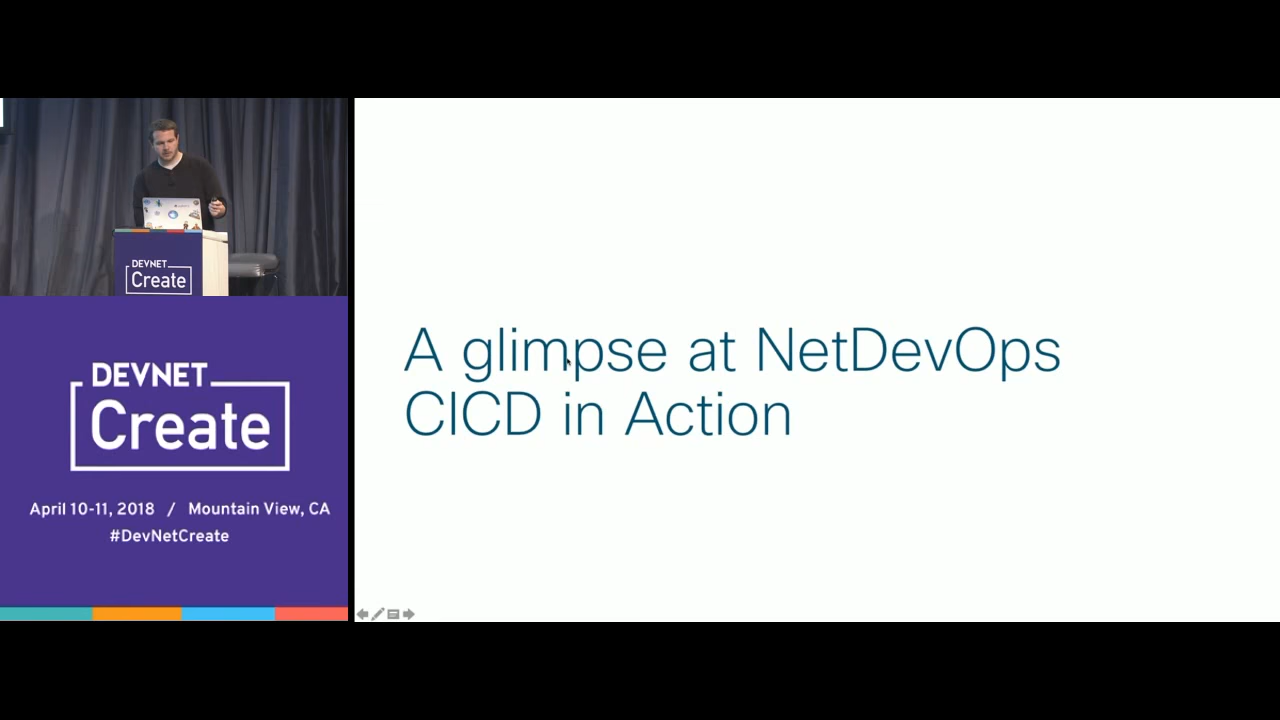 DEVNET
Create
DEVNET
Create
April 10-11, 2018 / Mountain View, CA
#DevNetCreate
A glimpse at NetDevOps
CICD in Action